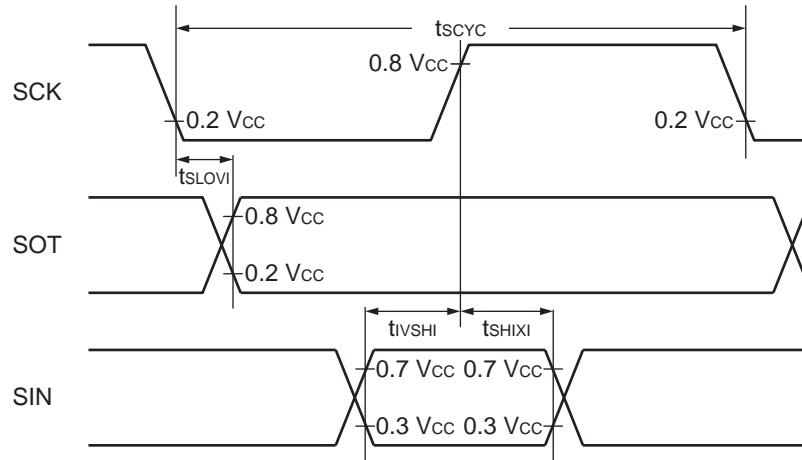 tSCYC
SCK
0.8 VCC
0.2 VCC
0.2 VCC
tSLOVI
SOT
0.8 VCC
0.2 VCC
tIVSHI
tSHIXI
SIN
0.7 VCC
0.7 VCC
0.3 VCC
0.3 VCC